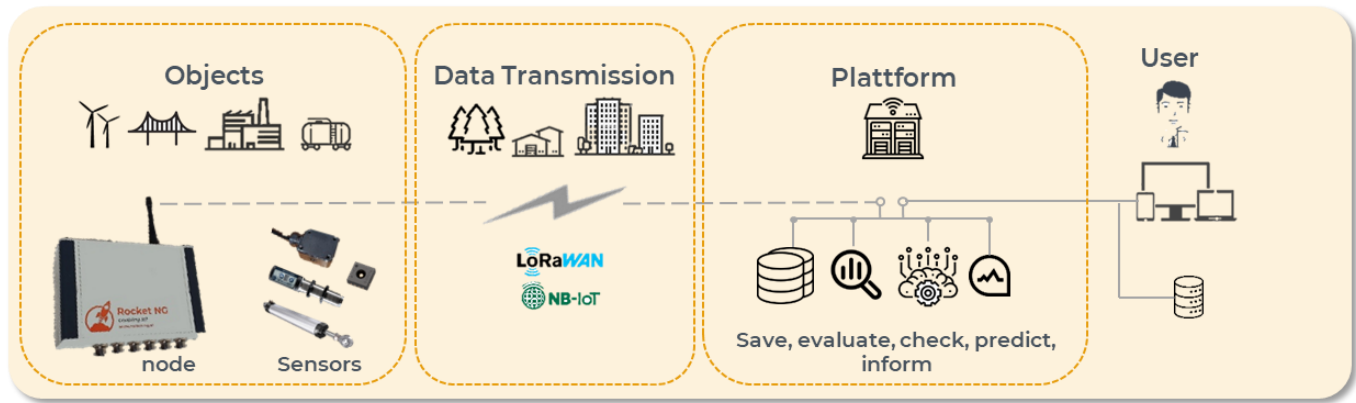 Objects
Data Transmission
Plattform
User
Rocket NG
LoRaWAN
NB-IoT
node
Sensors
Save, evaluate, check, predict,
inform